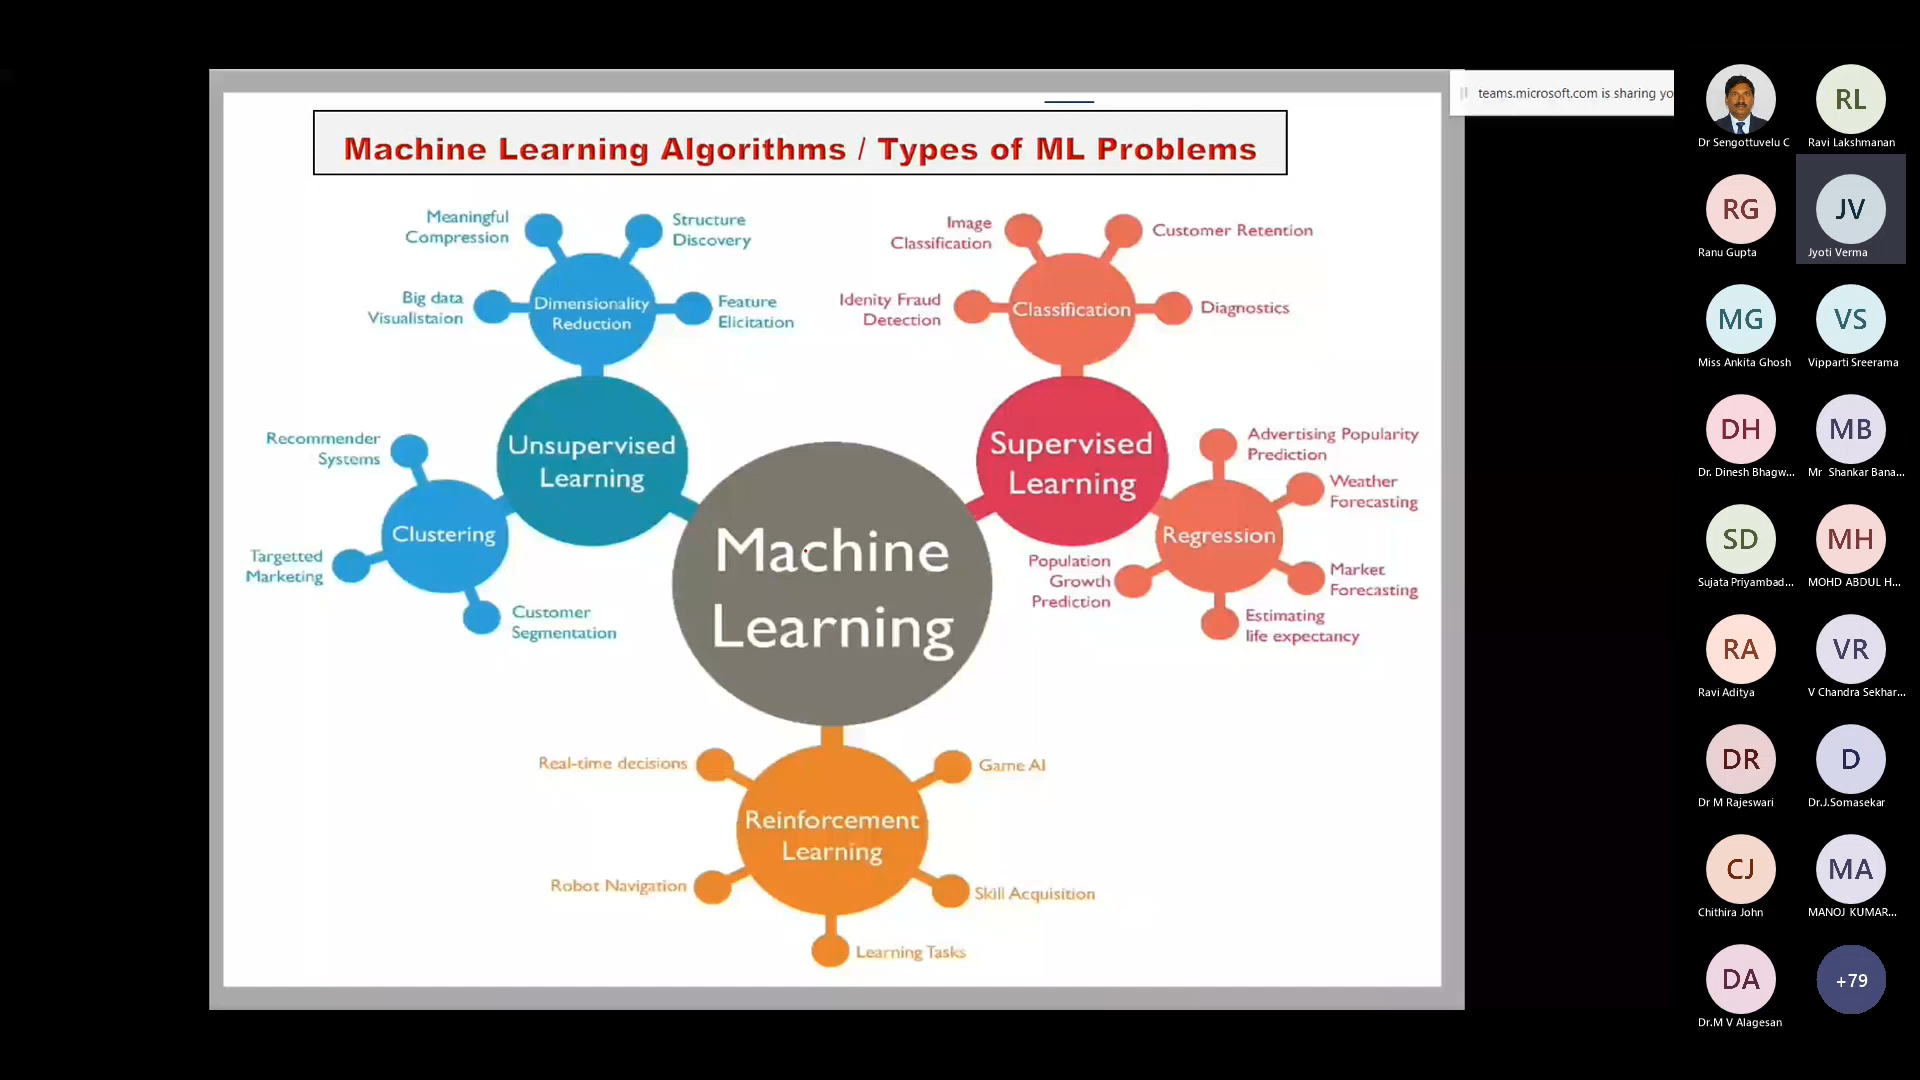 teams.microsoft.com is sharing yo
Machine Learning Algorithms / Types of ML Problems
Meaningful
Compression
Structure
Discovery
Big data
Visualistaion
Dimensionality
Reduction
Feature
Elicitation
Image
Classification
Customer Retention
Idenity Fraud
Detection
Classification
Diagnostics
Recommender
Systems
Unsupervised
Learning
Clustering
Targetted
Marketing
Customer
Segmentation
Machine
Learning
Supervised
Learning
Advertising Popularity
Prediction
Weather
Forecasting
Regression
Population
Growth
Prediction
Market
Forecasting
Estimating
life expectancy
Real-time decisions
Game AI
Reinforcement
Learning
Robot Navigation
Skill Acquisition
Learning Tasks
Dr Sengottuvelu C
RL
Ravi Lakshmanan
RG
Ranu Gupta
JV
Jyoti Verma
MG
Miss Ankita Ghosh
VS
Vipparti Sreerama
DH
Dr. Dinesh Bhagw...
MB
Mr Shankar Bana...
SD
Sujata Priyambad...
MH
MOHD ABDUL H...
RA
Ravi Aditya
VR
V Chandra Sekhar...
DR
Dr M Rajeswari
D
Dr.J.Somasekar
CJ
Chithira John
MA
MANOJ KUMAR...
DA
Dr.M V Alagesan
+79